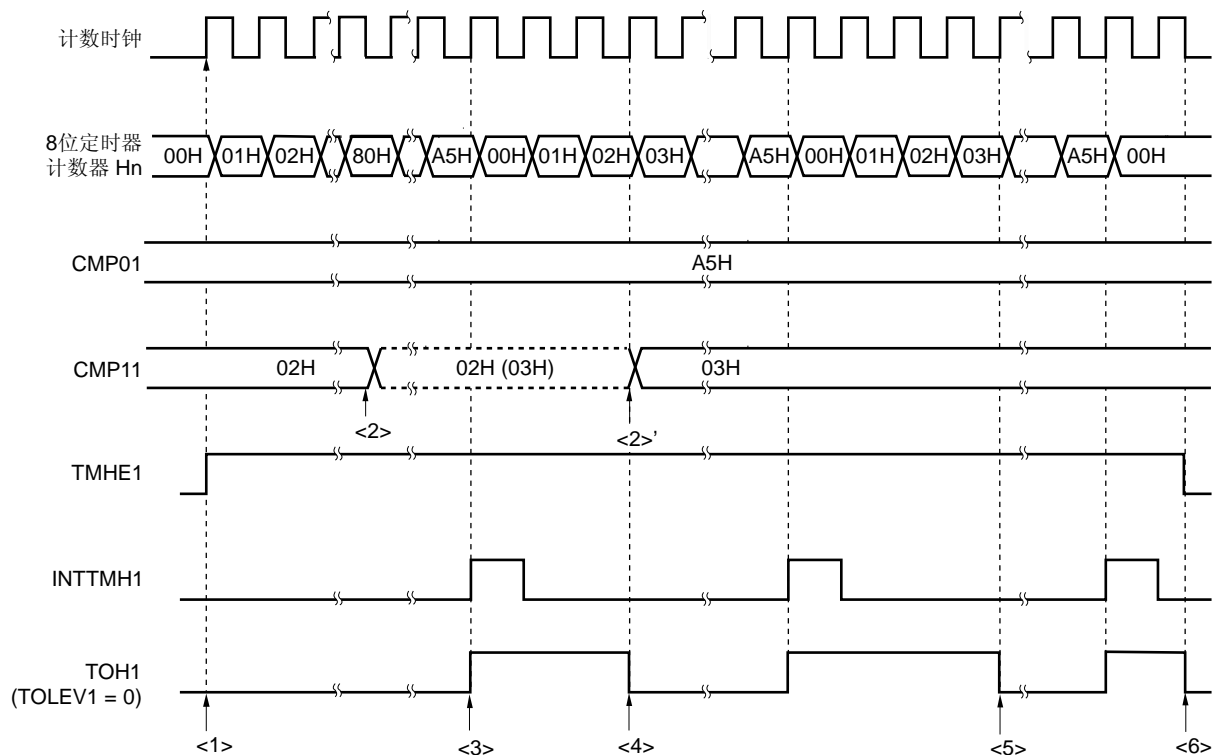 计数时钟
8位定时器
计数器 Hn
00H 01H 02H 80H A5H 00H 01H 02H 03H A5H 00H 01H 02H 03H A5H 00H
CMP01
A5H
CMP11
02H 02H (03H) 03H
<2> <2>’
TMHE1
INTTMH1
TOH1
(TOLEV1 = 0)
<1> <3> <4> <5> <6>